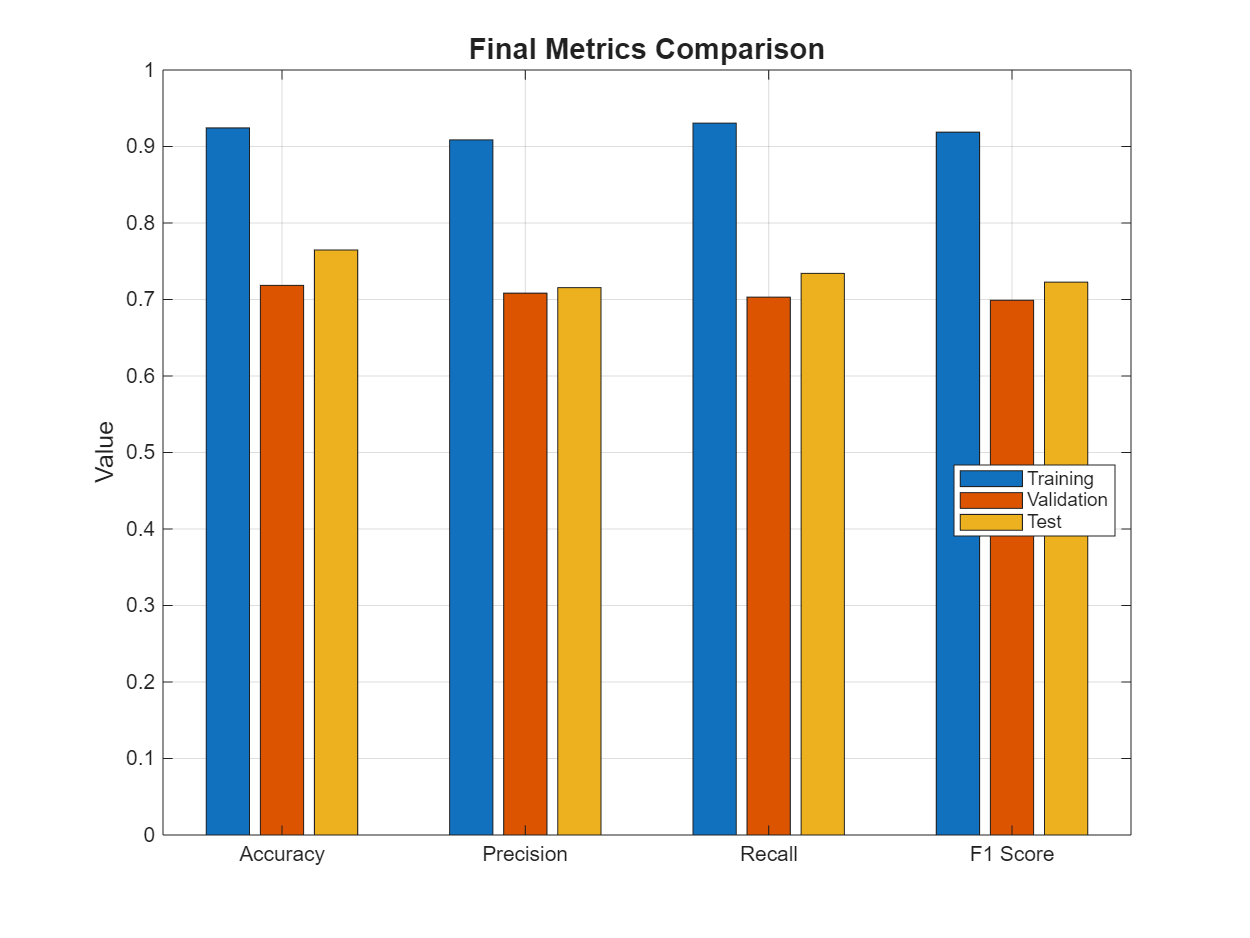 Final Metrics Comparison
1
0.9
0.8
0.7
0.6
0.5
0.4
0.3
0.2
0.1
0
Value
Training
Validation
Test
Accuracy
Precision
Recall
F1 Score